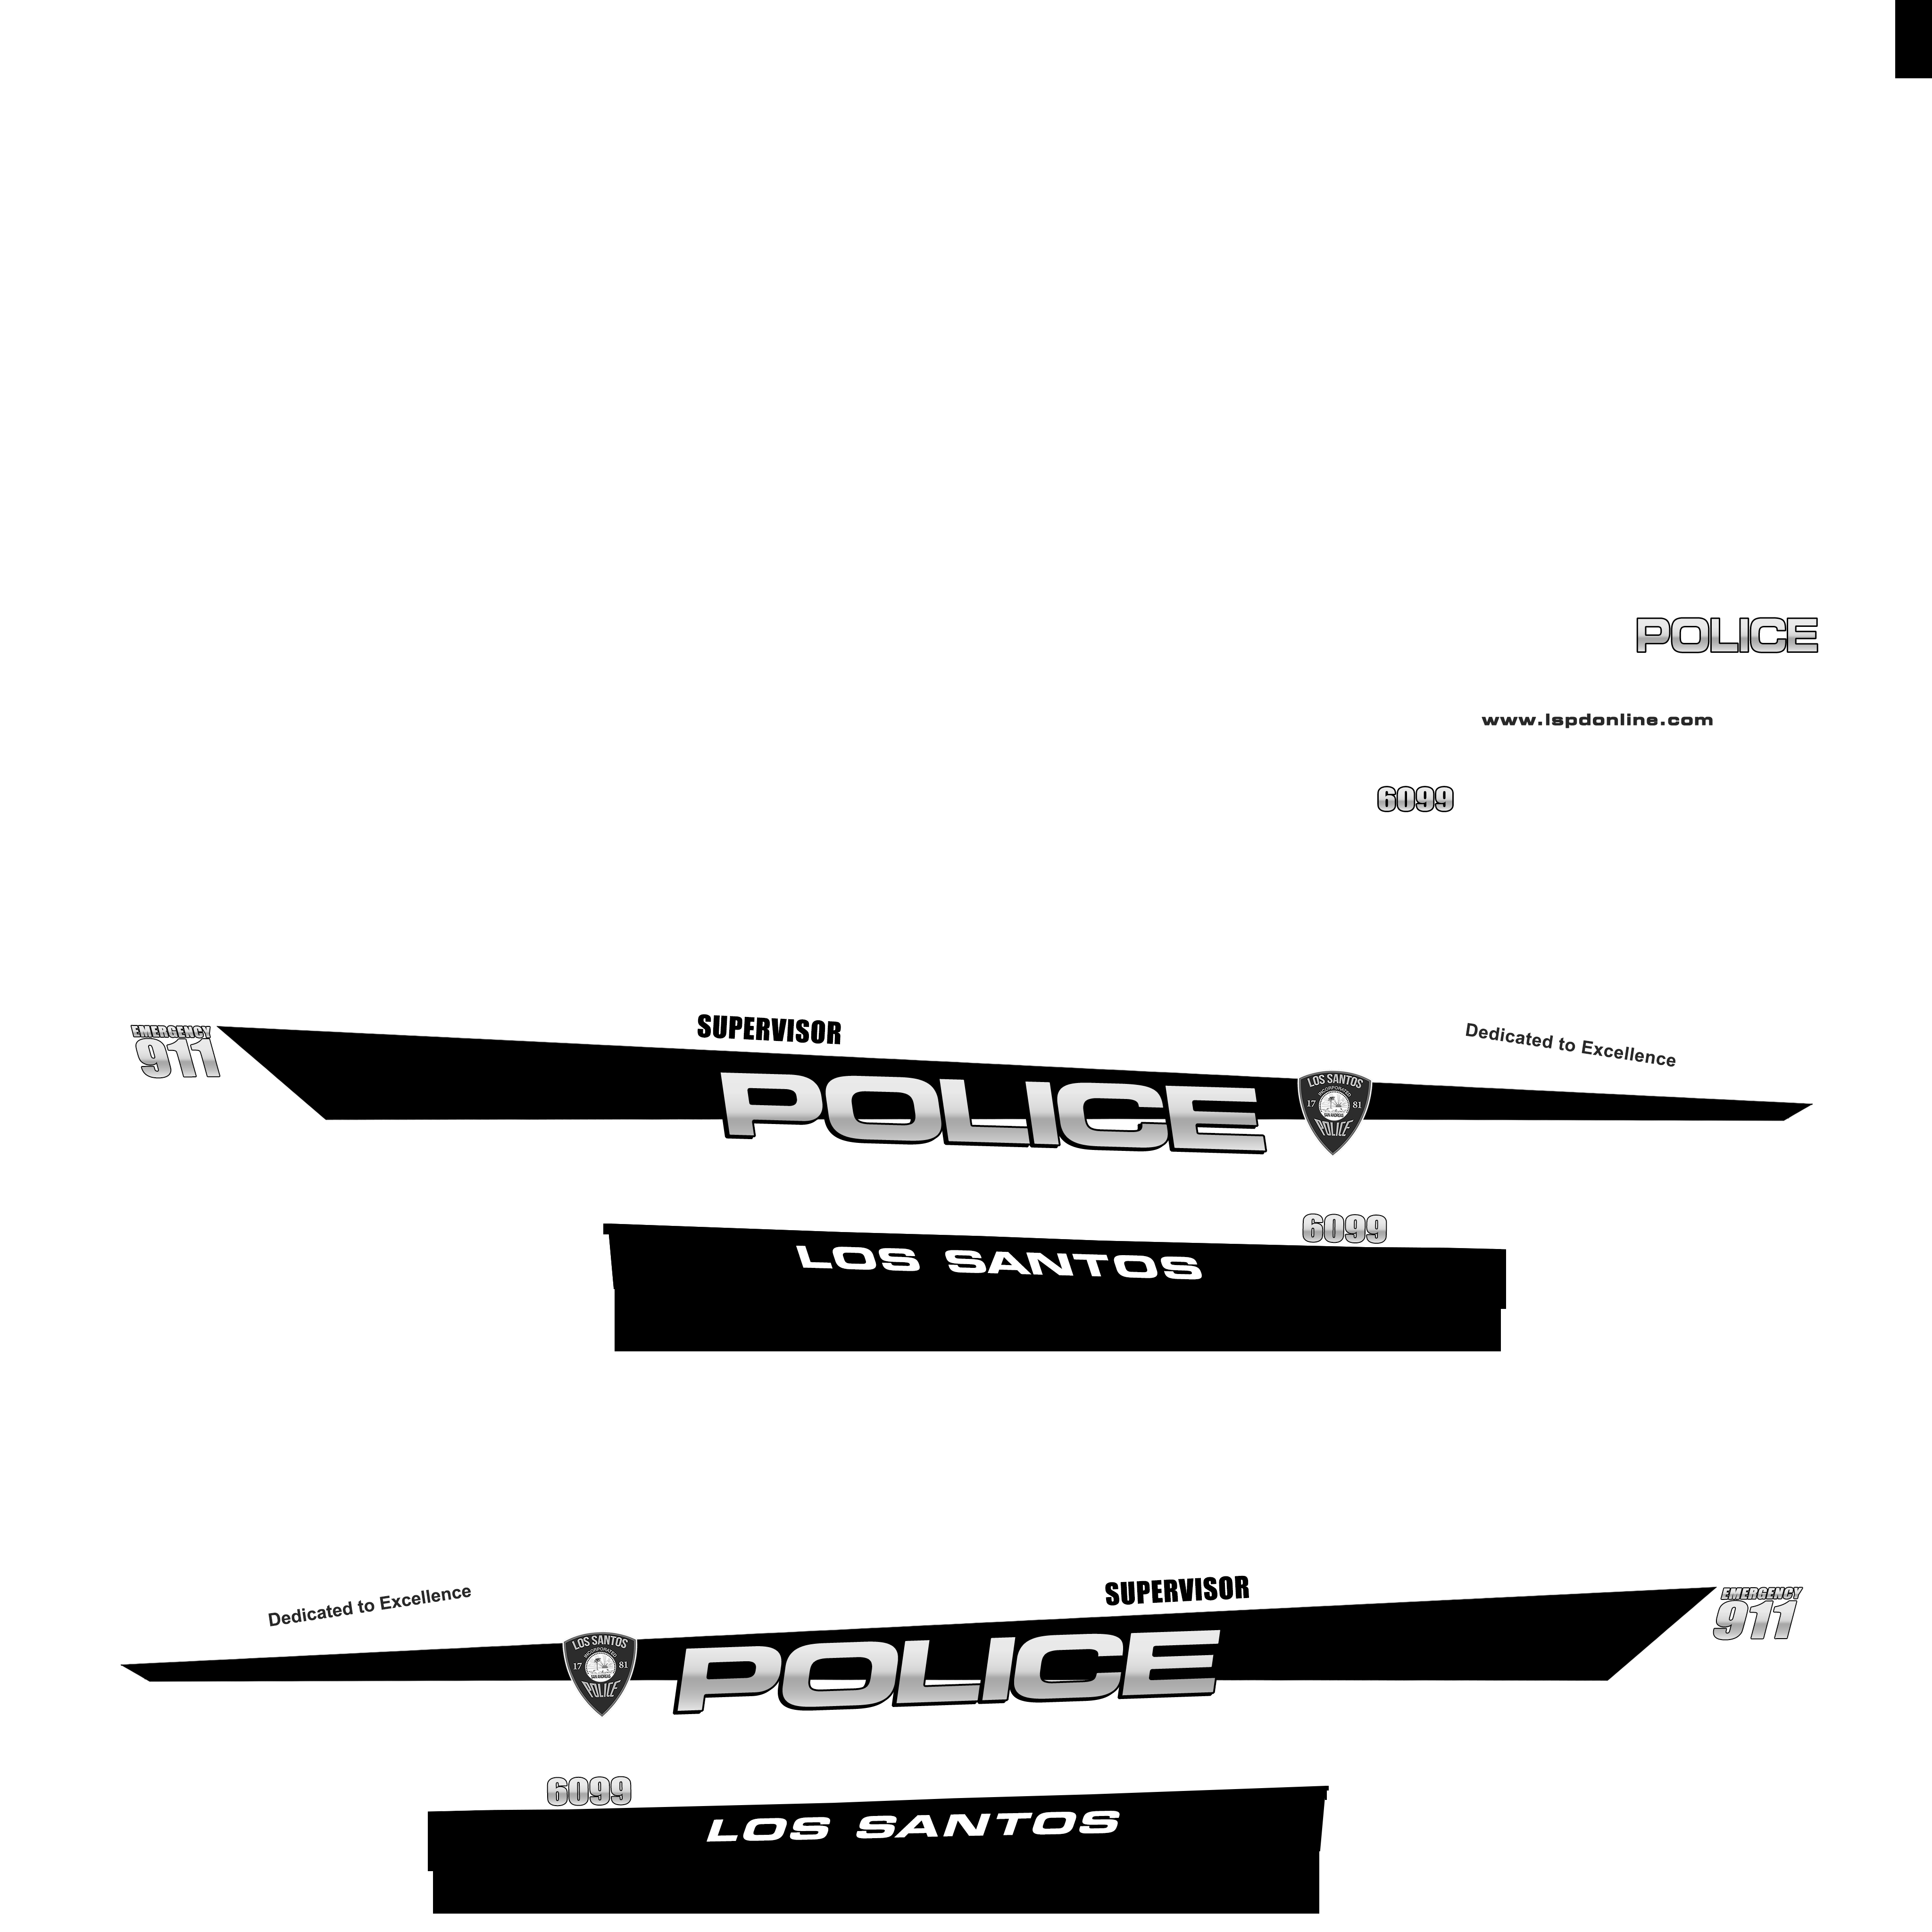 POLICE
www.lspdonline.com
6099
EMERGENCY
911
SUPERVISOR
Dedicated to Excellence
POLICE
LOS SANTOS
INCORPORATED
17 81
SAN ANDREAS
POLICE
6099
LOS SANTOS
Dedicated to Excellence
SUPERVISOR
EMERGENCY
911
LOS SANTOS
INCORPORATED
17 81
SAN ANDREAS
POLICE
POLICE
6099
LOS SANTOS